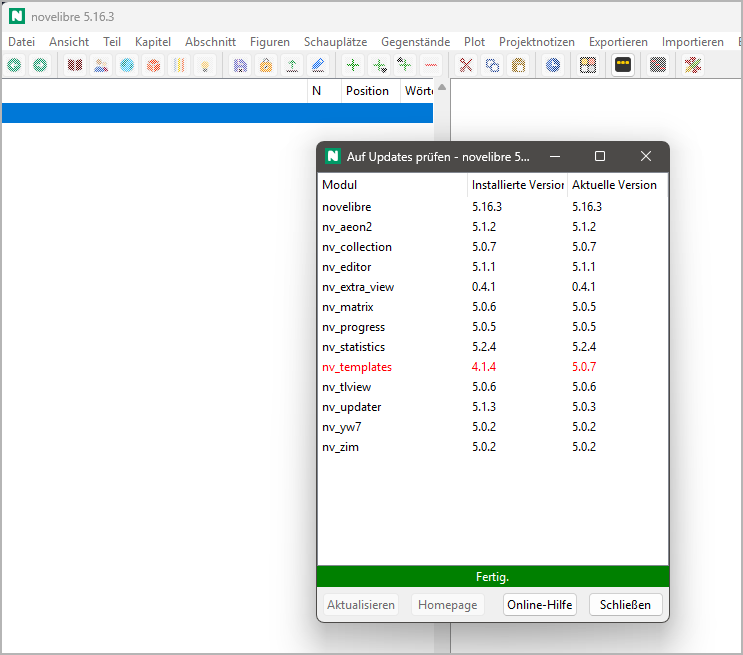 novelibre 5.16.3
Datei Ansicht Teil Kapitel Abschnitt Figuren Schauplätze Gegenstände Plot Projektnotizen Exportieren Importieren
N Position Wört
Auf Updates prüfen - novelibre 5...
Modul Installierte Version Aktuelle Version
novelibre 5.16.3 5.16.3
nv_aeon2 5.1.2 5.1.2
nv_collection 5.0.7 5.0.7
nv_editor 5.1.1 5.1.1
nv_extra_view 0.4.1 0.4.1
nv_matrix 5.0.6 5.0.5
nv_progress 5.0.5 5.0.5
nv_statistics 5.2.4 5.2.4
nv_templates 4.1.4 5.0.7
nv_tlview 5.0.6 5.0.6
nv_updater 5.1.3 5.0.3
nv_yw7 5.0.2 5.0.2
nv_zim 5.0.2 5.0.2
Fertig.
Aktualisieren Homepage Online-Hilfe Schließen